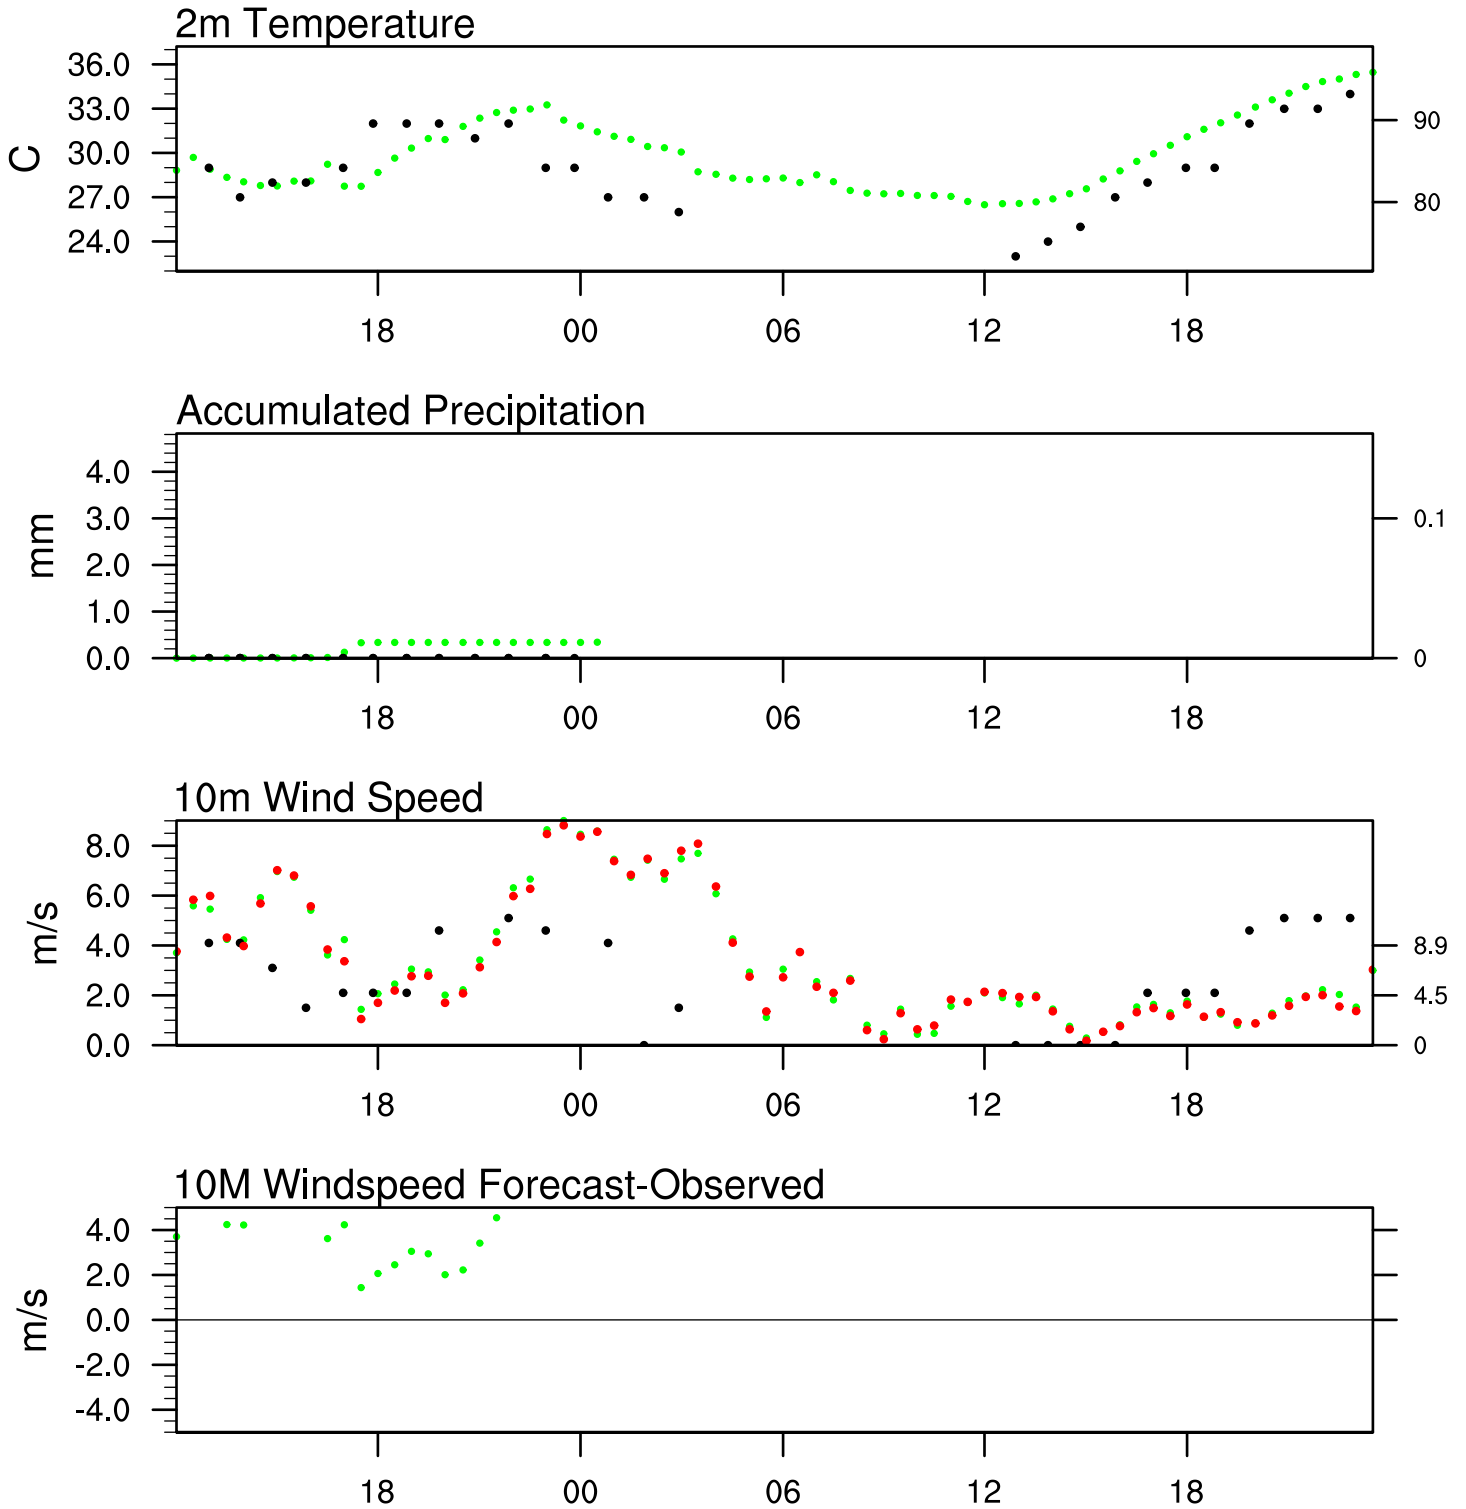 2m Temperature
36.0
33.0
30.0
27.0
24.0
C
90
80
18 00 06 12 18
Accumulated Precipitation
4.0
3.0
2.0
1.0
0.0
mm
0.1
0
18 00 06 12 18
10m Wind Speed
8.0
6.0
4.0
2.0
0.0
m/s
8.9
4.5
0
18 00 06 12 18
10M Windspeed Forecast-Observed
4.0
2.0
0.0
-2.0
-4.0
m/s
18 00 06 12 18